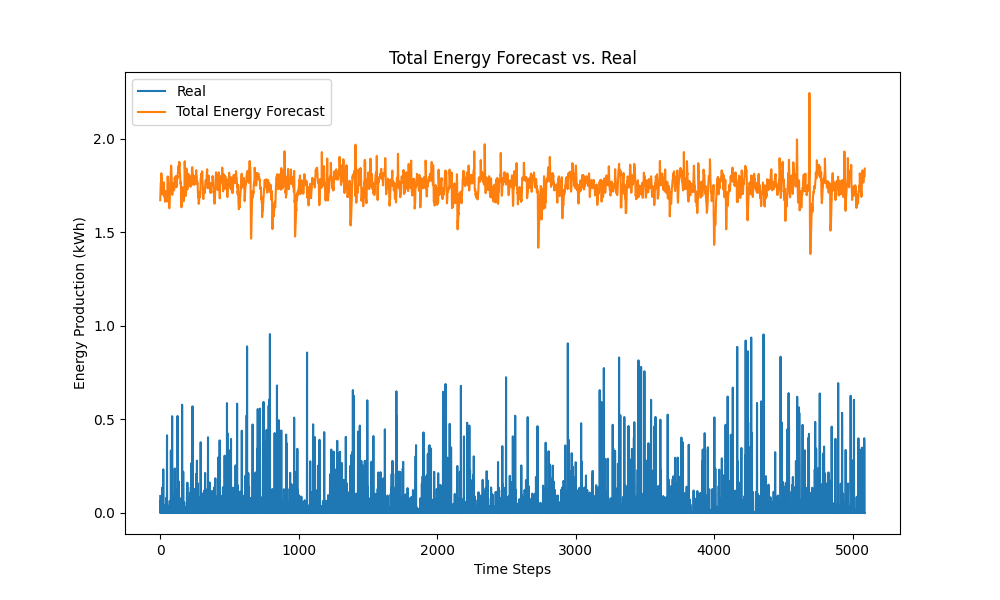 Total Energy Forecast vs. Real
Real
Total Energy Forecast
Energy Production (kWh)
2.0
1.5
1.0
0.5
0.0
0 1000 2000 3000 4000 5000
Time Steps